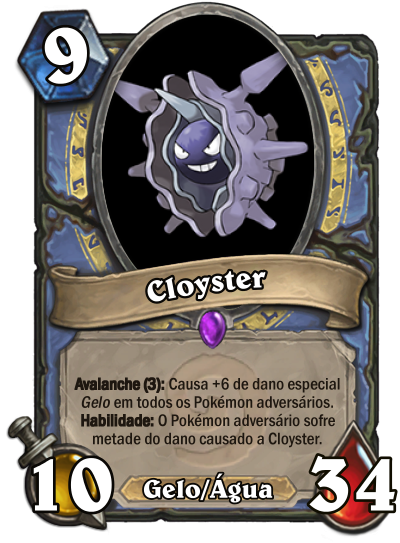 9
Cloyster
Avalanche (3): Causa +6 de dano especial
Gelo em todos os Pokémon adversários.
Habilidade: O Pokémon adversário sofre
metade do dano causado a Cloyster.
10
Gelo/Água
34